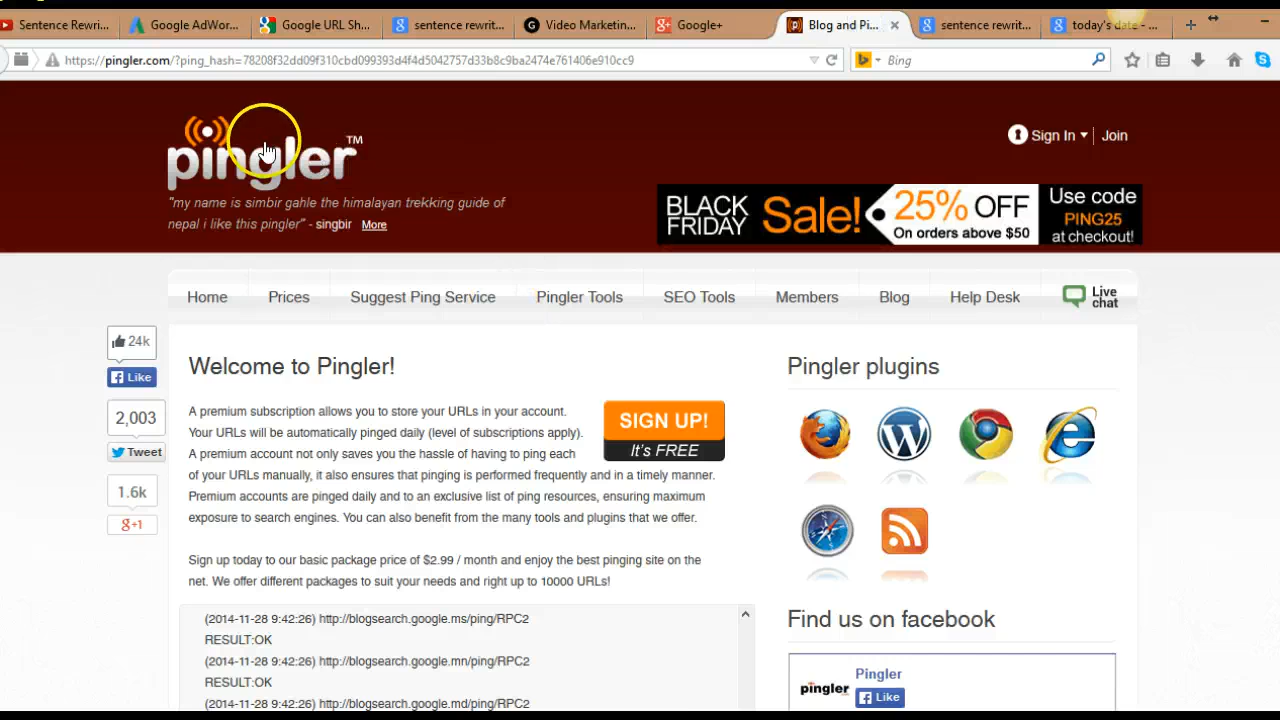 Sentence Rewrit...
Google AdWor...
Google URL Sh...
sentence rewrit...
Video Marketin...
Google+
Blog and Pi...
sentence rewrit...
today's date - ...
https://pingler.com/?ping_hash=78208f32dd09f310cbd099393d4f4d5042757d33b8c9ba2474e761406e910cc9
Bing
pingler™
Sign In
Join
"my name is simbir gahle the himalayan trekking guide of
nepal i like this pingler" - singbir More
BLACK FRIDAY
Sale!
25% OFF
On orders above $50
Use code
PING25
at checkout!
Home
Prices
Suggest Ping Service
Pingler Tools
SEO Tools
Members
Blog
Help Desk
Live chat
24k
Like
2,003
Tweet
1.6k
g+1
Welcome to Pingler!
A premium subscription allows you to store your URLs in your account.
Your URLs will be automatically pinged daily (level of subscriptions apply).
A premium account not only saves you the hassle of having to ping each
of your URLs manually, it also ensures that pinging is performed frequently and in a timely manner.
Premium accounts are pinged daily and to an exclusive list of ping resources, ensuring maximum
exposure to search engines. You can also benefit from the many tools and plugins that we offer.
SIGN UP!
It's FREE
Sign up today to our basic package price of $2.99 / month and enjoy the best pinging site on the
net. We offer different packages to suit your needs and right up to 10000 URLs!
(2014-11-28 9:42:26) http://blogsearch.google.ms/ping/RPC2
RESULT:OK
(2014-11-28 9:42:26) http://blogsearch.google.mn/ping/RPC2
RESULT:OK
(2014-11-28 9:42:26) http://blogsearch.google.md/ping/RPC2
Pingler plugins
Find us on facebook
pingler
Pingler
Like